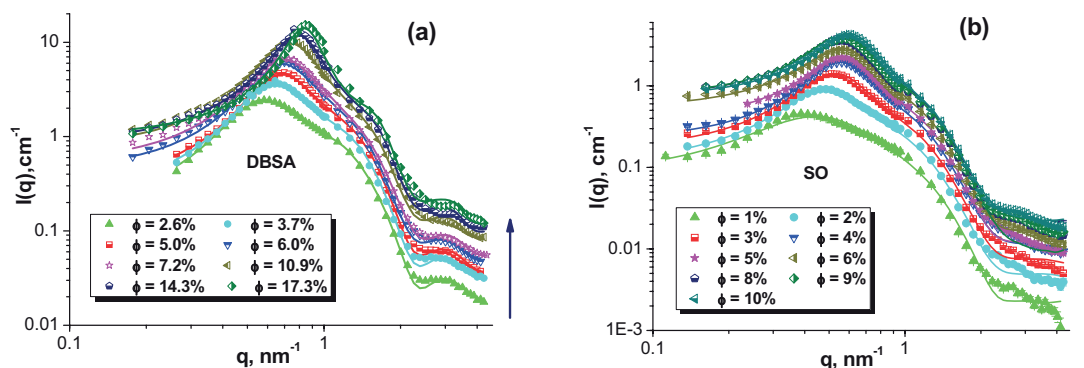 (a)
10
1
0.1
0.01
I(q), cm⁻¹
DBSA
ϕ = 2.6% ϕ = 3.7%
ϕ = 5.0% ϕ = 6.0%
ϕ = 7.2% ϕ = 10.9%
ϕ = 14.3% ϕ = 17.3%
0.1 1
q, nm⁻¹
(b)
1
0.1
0.01
1E-3
I(q), cm⁻¹
SO
ϕ = 1% ϕ = 2%
ϕ = 3% ϕ = 4%
ϕ = 5% ϕ = 6%
ϕ = 8% ϕ = 9%
ϕ = 10%
0.1 1
q, nm⁻¹